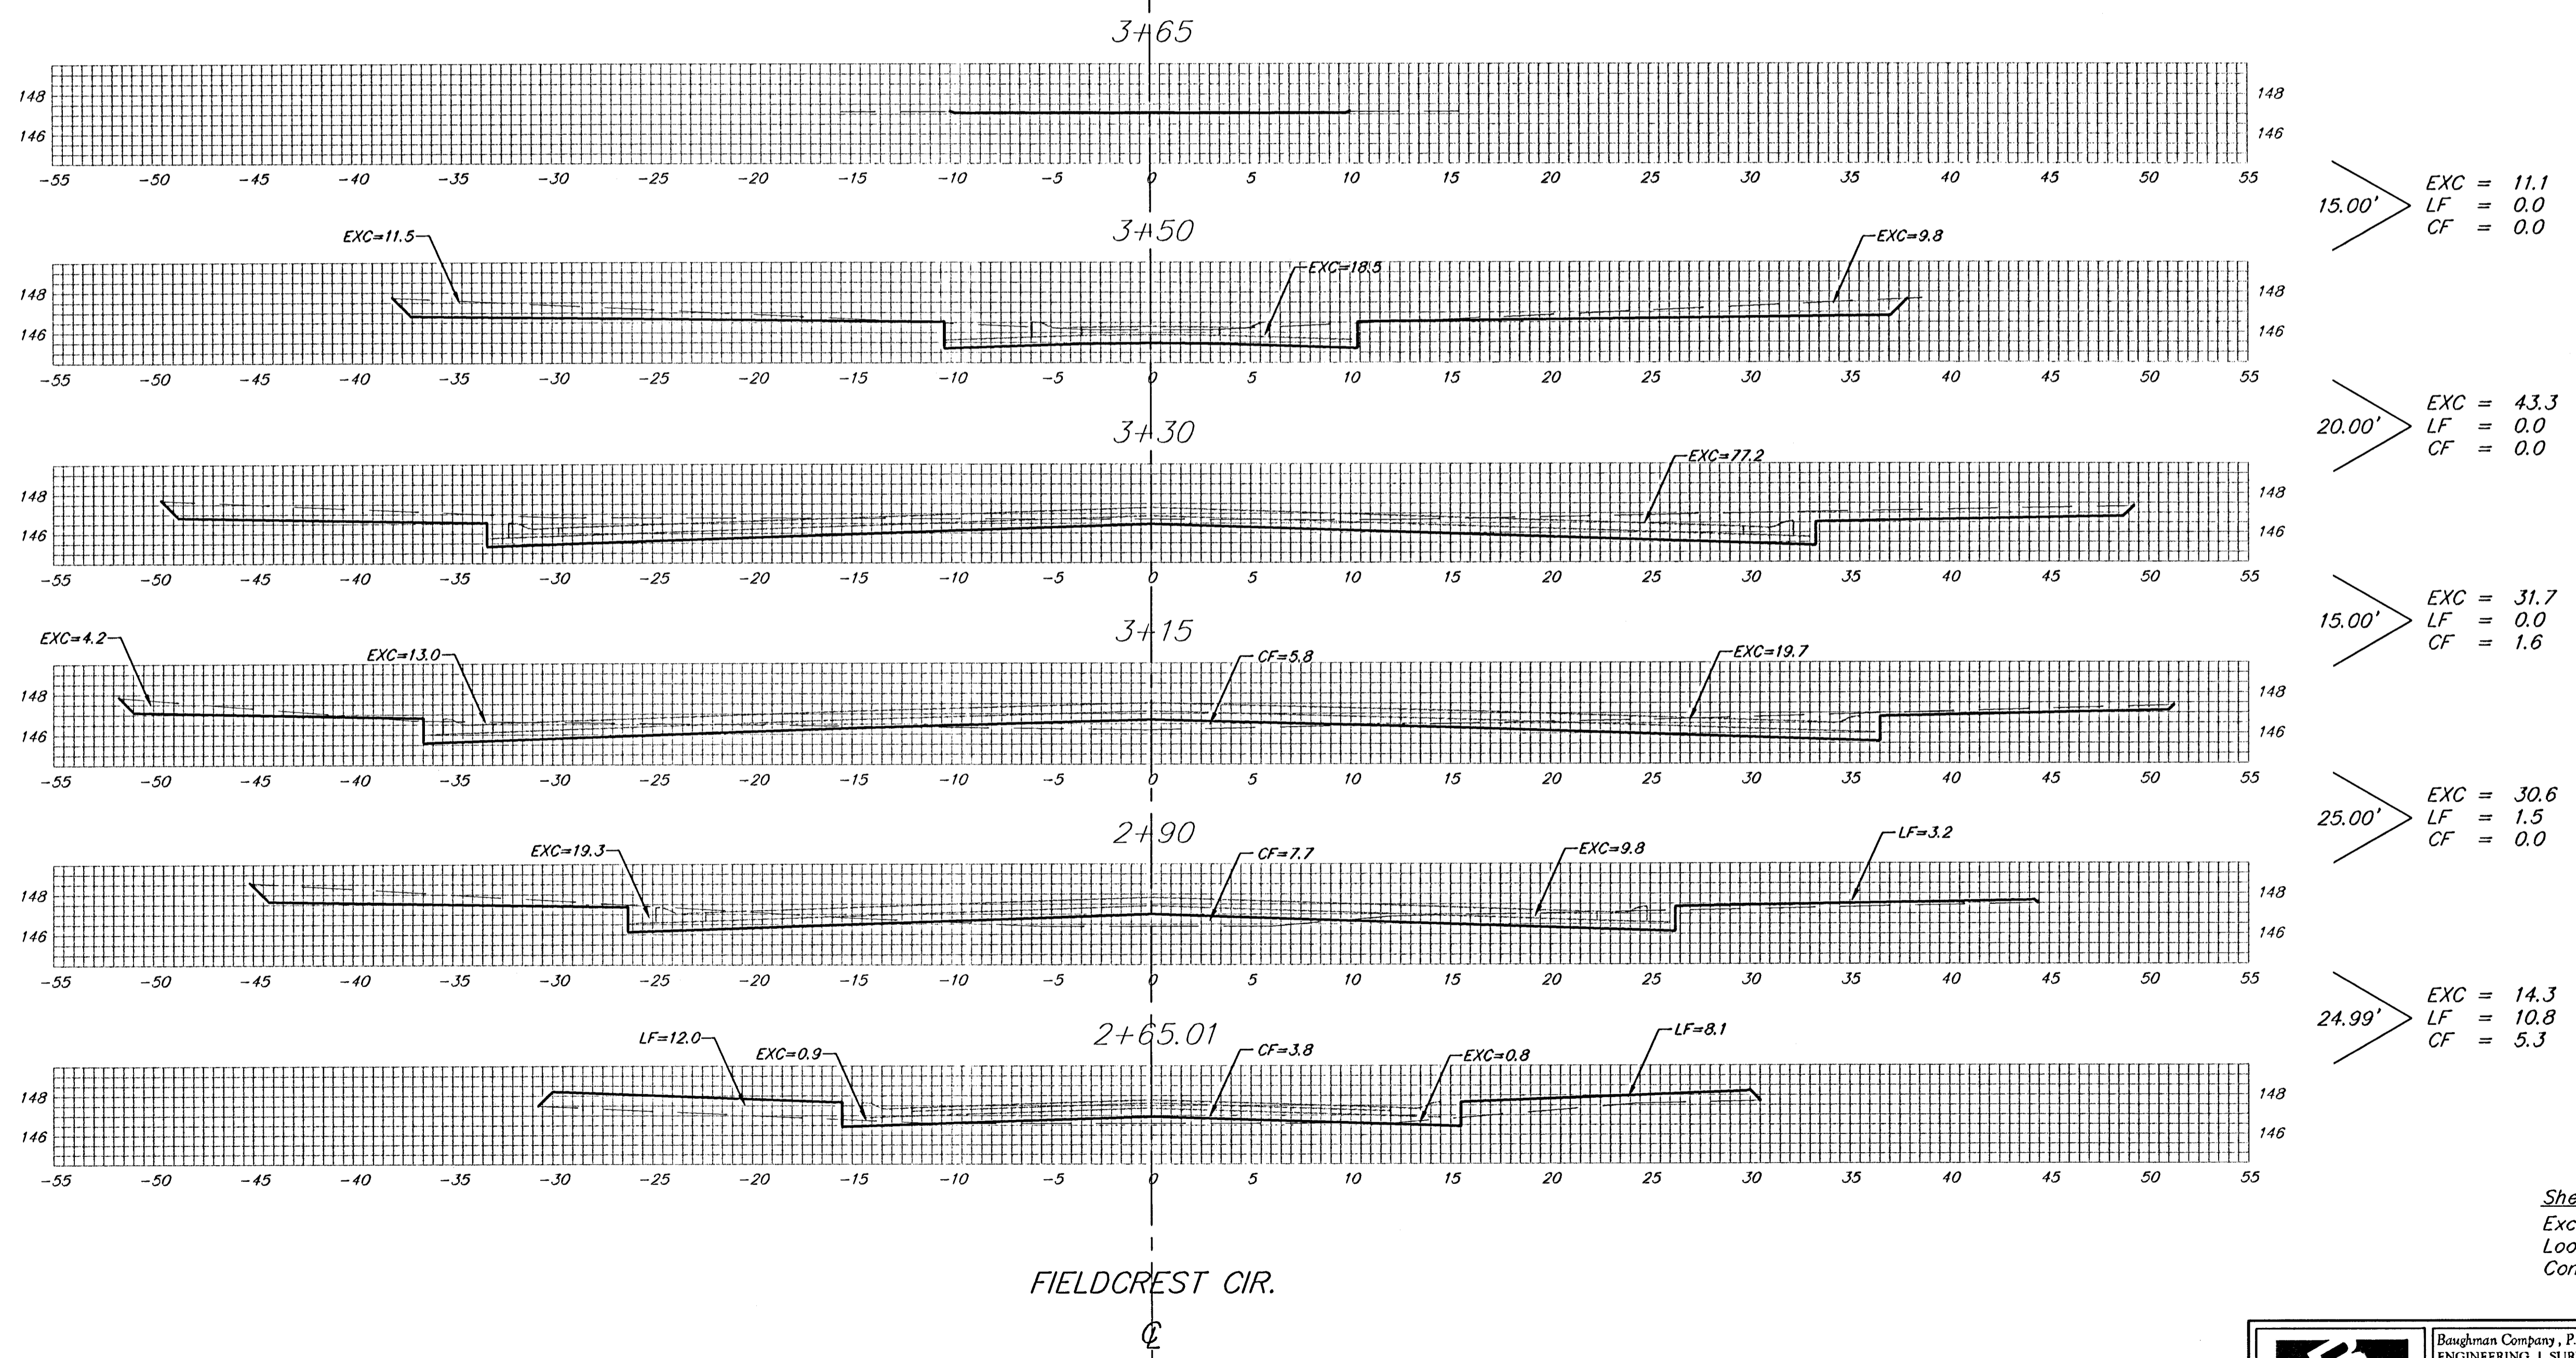 3+65
148 148
146 146
-55 -50 -45 -40 -35 -30 -25 -20 -15 -10 -5 0 5 10 15 20 25 30 35 40 45 50 55
15.00' EXC = 11.1
LF = 0.0
CF = 0.0
3+50
EXC=11.5 EXC=18.5 EXC=9.8
148 148
146 146
-55 -50 -45 -40 -35 -30 -25 -20 -15 -10 -5 0 5 10 15 20 25 30 35 40 45 50 55
20.00' EXC = 43.3
LF = 0.0
CF = 0.0
3+30
EXC=77.2
148 148
146 146
-55 -50 -45 -40 -35 -30 -25 -20 -15 -10 -5 0 5 10 15 20 25 30 35 40 45 50 55
15.00' EXC = 31.7
LF = 0.0
CF = 1.6
3+15
EXC=4.2 EXC=13.0 CF=5.8 EXC=19.7
148 148
146 146
-55 -50 -45 -40 -35 -30 -25 -20 -15 -10 -5 0 5 10 15 20 25 30 35 40 45 50 55
25.00' EXC = 30.6
LF = 1.5
CF = 0.0
2+90
EXC=19.3 CF=7.7 EXC=9.8 LF=3.2
148 148
146 146
-55 -50 -45 -40 -35 -30 -25 -20 -15 -10 -5 0 5 10 15 20 25 30 35 40 45 50 55
24.99' EXC = 14.3
LF = 10.8
CF = 5.3
2+65.01
LF=12.0 EXC=0.9 CF=3.8 EXC=0.8 LF=8.1
148 148
146 146
-55 -50 -45 -40 -35 -30 -25 -20 -15 -10 -5 0 5 10 15 20 25 30 35 40 45 50 55
She
Exc
Loo
Con
FIELDCREST CIR.
℄
Baughman Company, P.